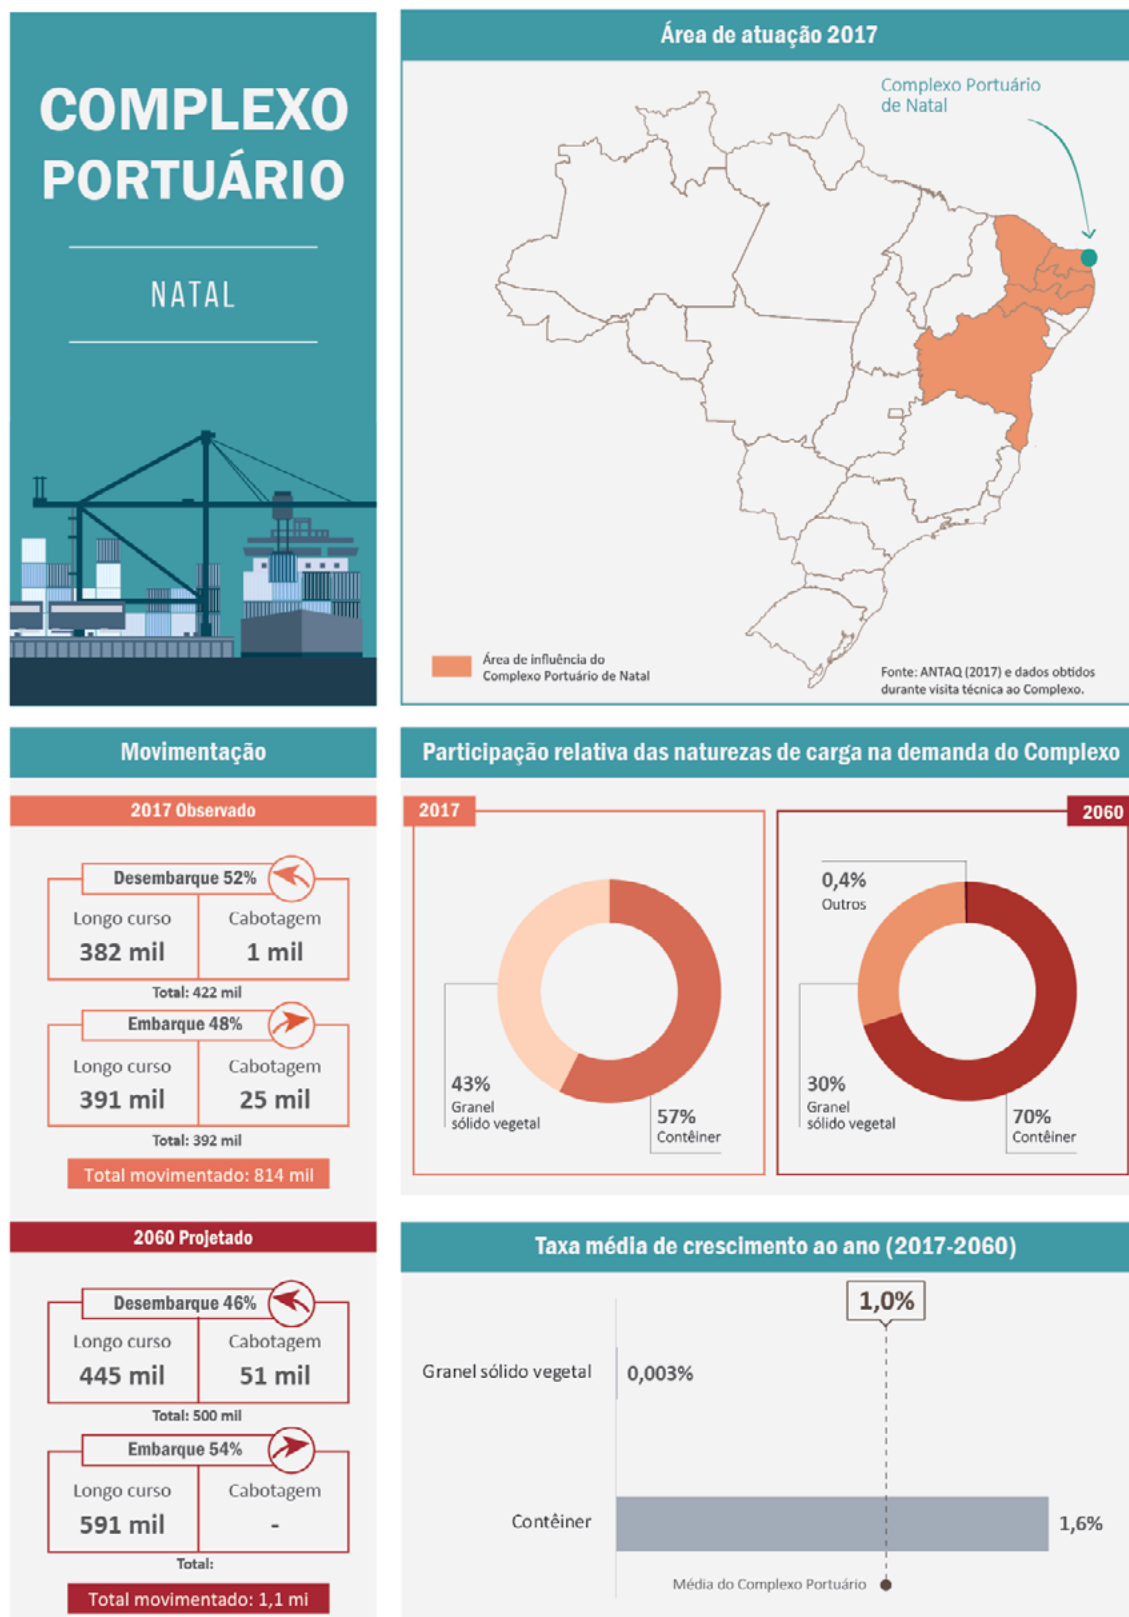 COMPLEXO
PORTUÁRIO
NATAL
Área de atuação 2017
Complexo Portuário
de Natal
Área de influência do
Complexo Portuário de Natal
Fonte: ANTAQ (2017) e dados obtidos
durante visita técnica ao Complexo.
Movimentação
2017 Observado
Desembarque 52%
Longo curso
Cabotagem
382 mil
1 mil
Total: 422 mil
Embarque 48%
Longo curso
Cabotagem
391 mil
25 mil
Total: 392 mil
Total movimentado: 814 mil
2060 Projetado
Desembarque 46%
Longo curso
Cabotagem
445 mil
51 mil
Total: 500 mil
Embarque 54%
Longo curso
Cabotagem
591 mil
-
Total:
Total movimentado: 1,1 mi
Participação relativa das naturezas de carga na demanda do Complexo
2017
43%
Granel
sólido vegetal
57%
Contêiner
2060
0,4%
Outros
30%
Granel
sólido vegetal
70%
Contêiner
Taxa média de crescimento ao ano (2017-2060)
1,0%
Granel sólido vegetal
0,003%
Contêiner
1,6%
Média do Complexo Portuário